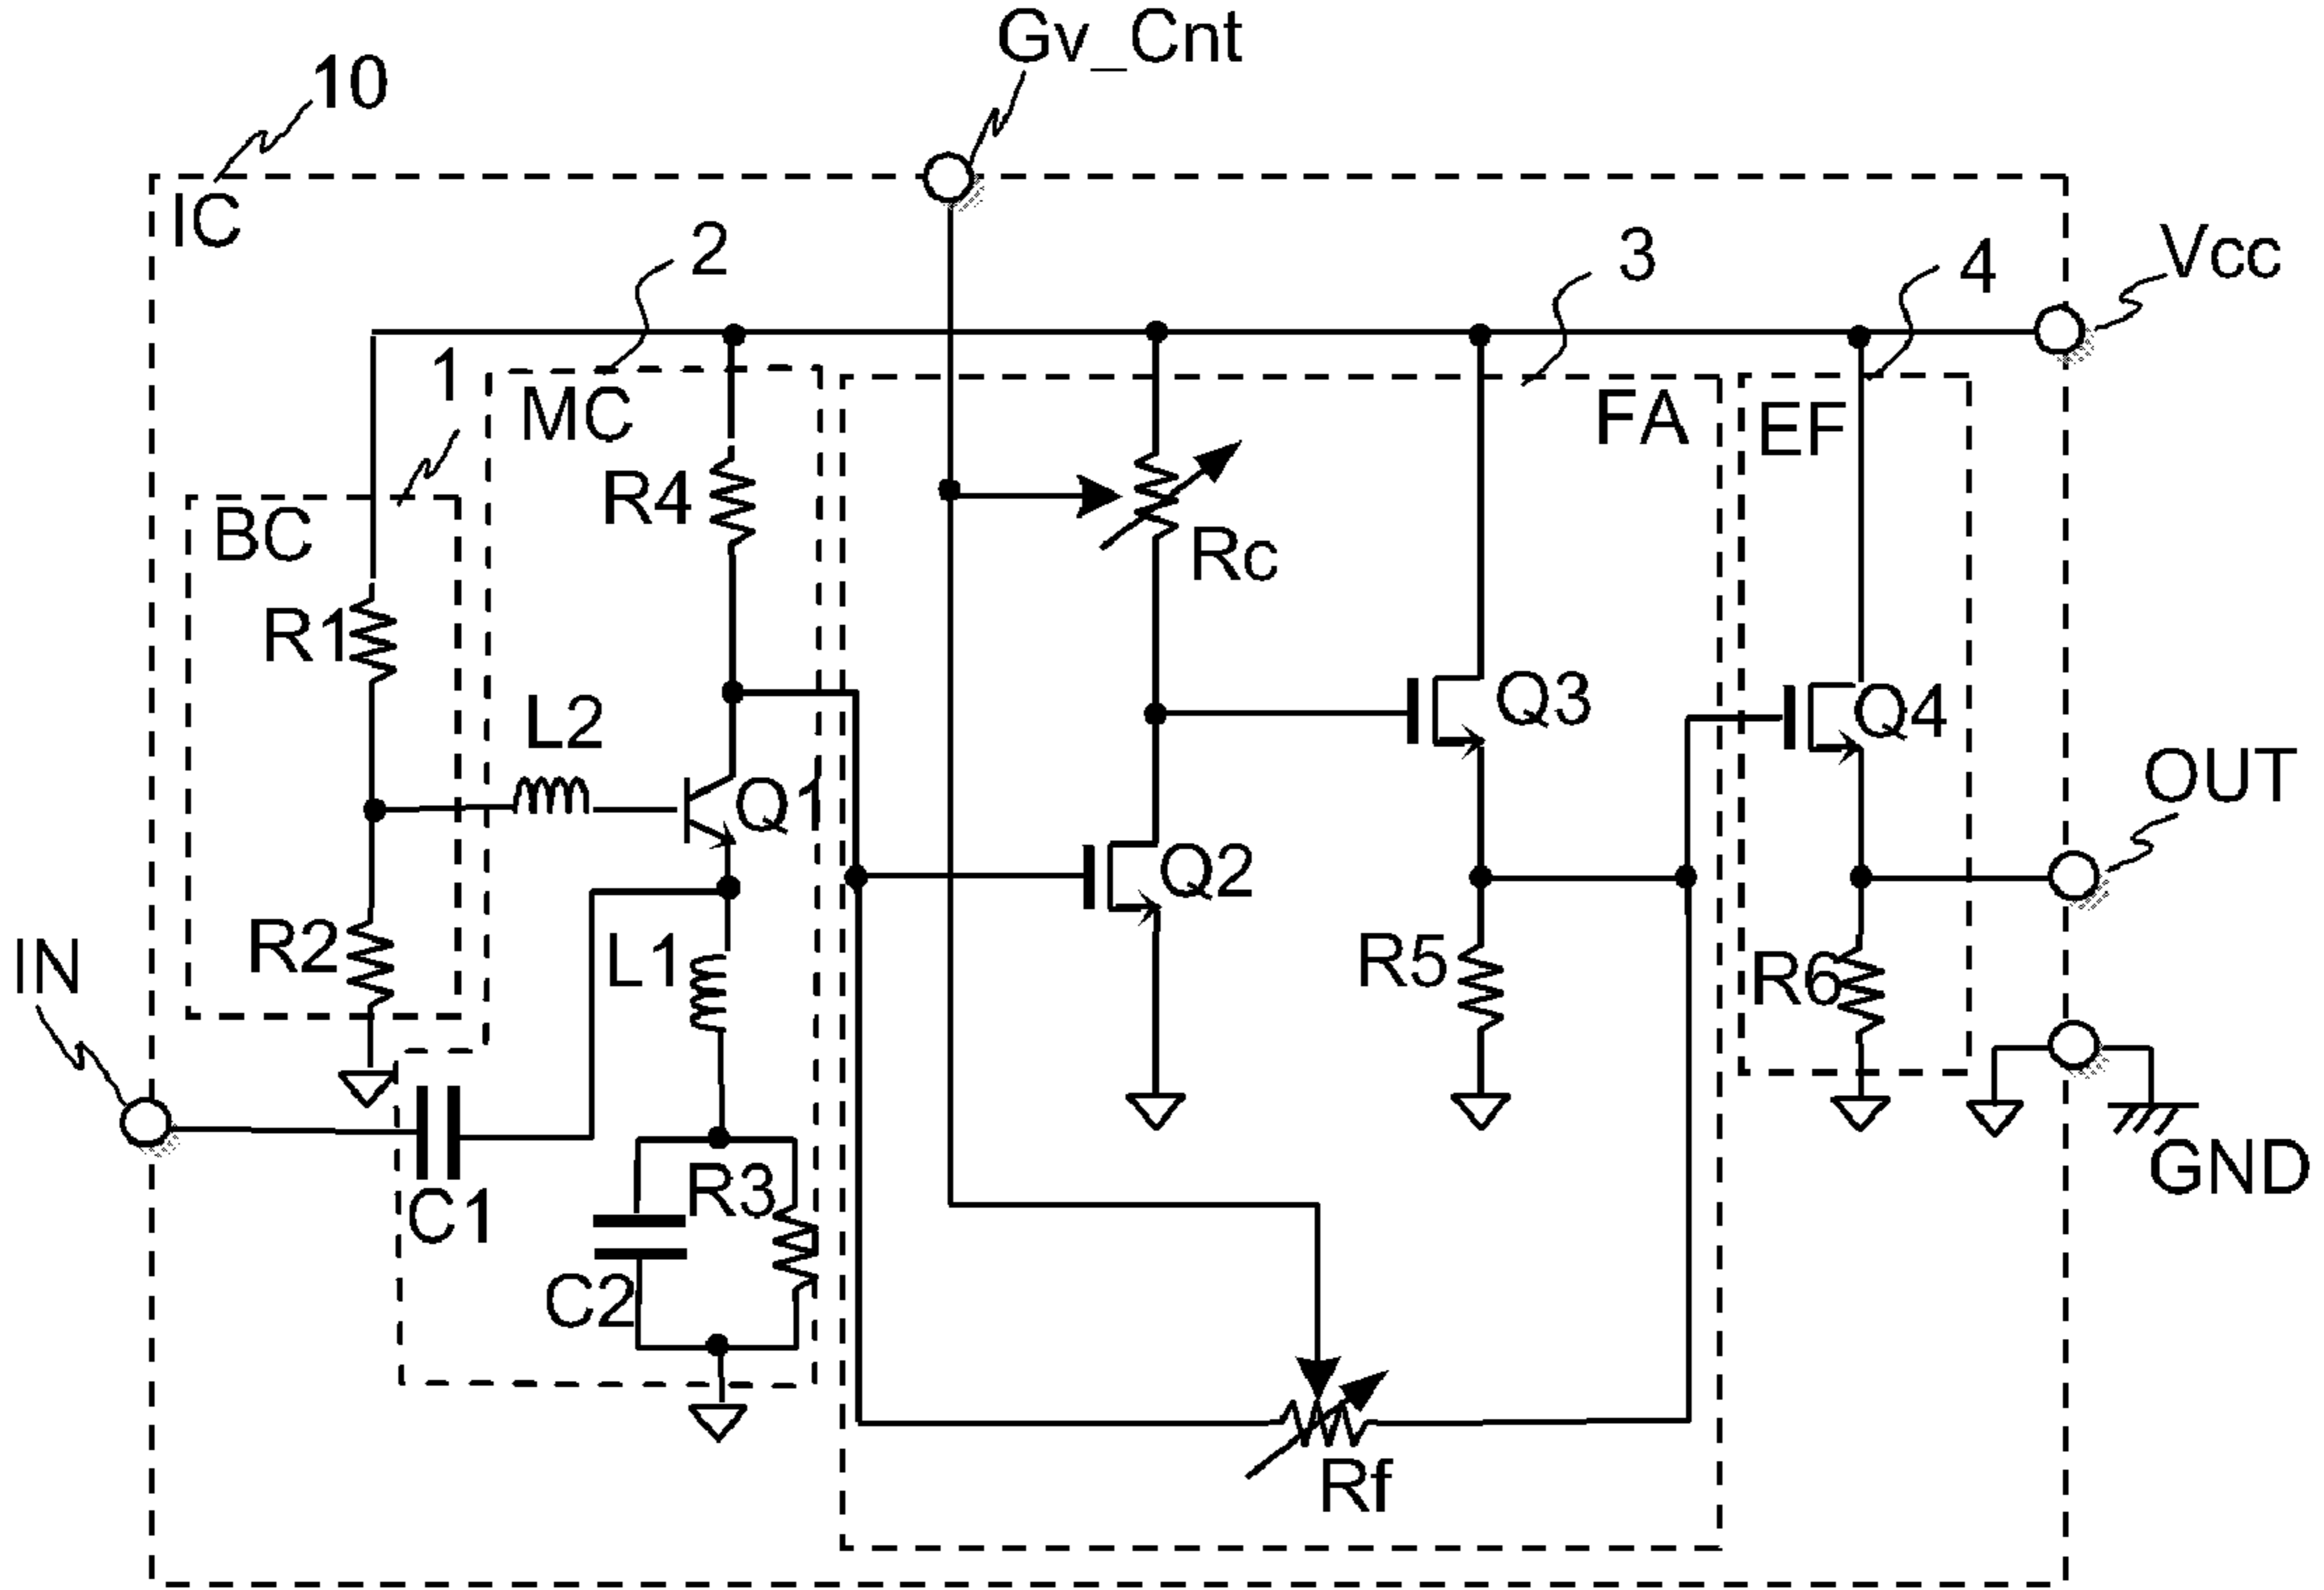 Gv_Cnt
10
IC
2
3
4
Vcc
1
MC
FA
EF
R4
BC
Rc
R1
L2
Q3
Q4
Q1
OUT
Q2
R2
L1
R5
R6
IN
GND
R3
C1
C2
Rf